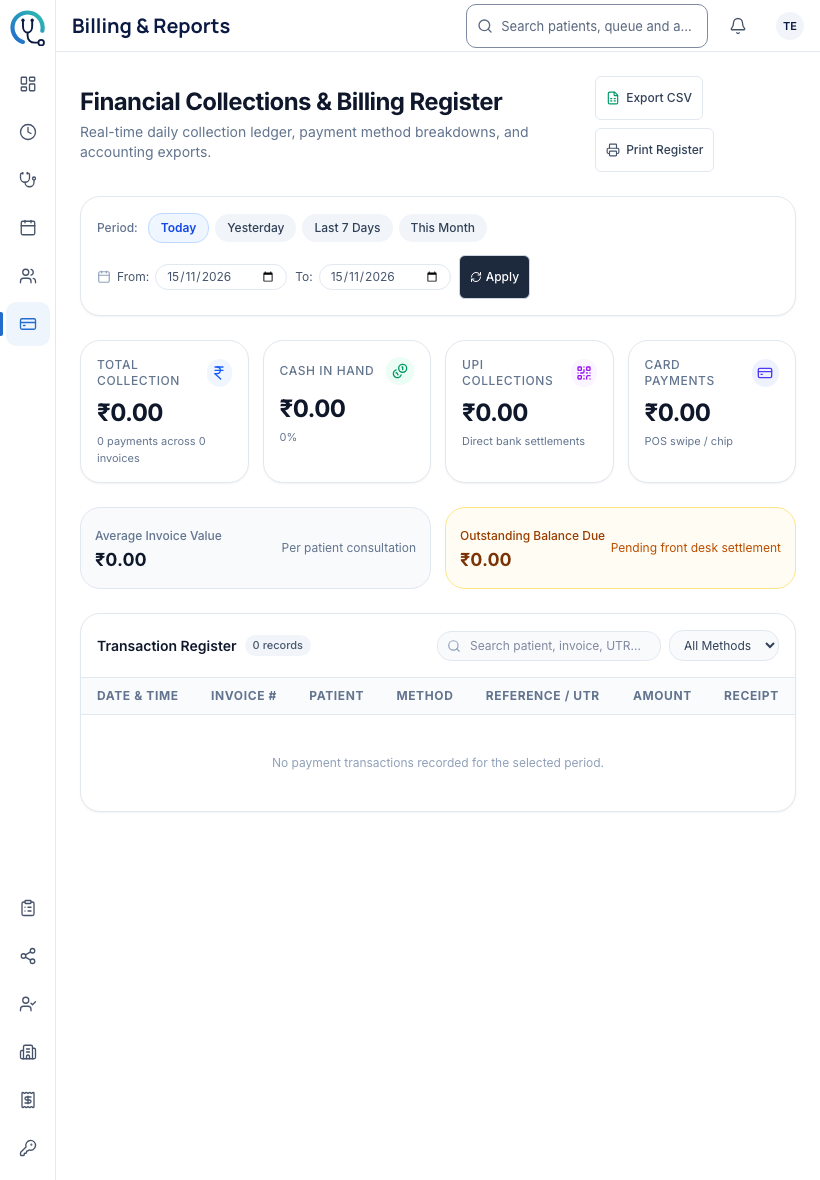 Billing & Reports
Search patients, queue and a...
TE
Financial Collections & Billing Register
Real-time daily collection ledger, payment method breakdowns, and
accounting exports.
Export CSV
Print Register
Period:
Today
Yesterday
Last 7 Days
This Month
From:
15/11/2026
To:
15/11/2026
Apply
TOTAL
COLLECTION
₹0.00
0 payments across 0
invoices
CASH IN HAND
₹0.00
0%
UPI
COLLECTIONS
₹0.00
Direct bank settlements
CARD
PAYMENTS
₹0.00
POS swipe / chip
Average Invoice Value
₹0.00
Per patient consultation
Outstanding Balance Due
₹0.00
Pending front desk settlement
Transaction Register
0 records
Search patient, invoice, UTR...
All Methods
DATE & TIME
INVOICE #
PATIENT
METHOD
REFERENCE / UTR
AMOUNT
RECEIPT
No payment transactions recorded for the selected period.